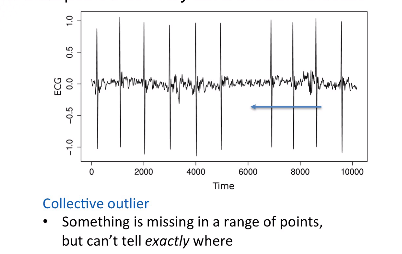 1.0
0.5
0.0
-0.5
-1.0
ECG
0 2000 4000 6000 8000 10000
Time
Collective outlier
• Something is missing in a range of points,
but can't tell exactly where